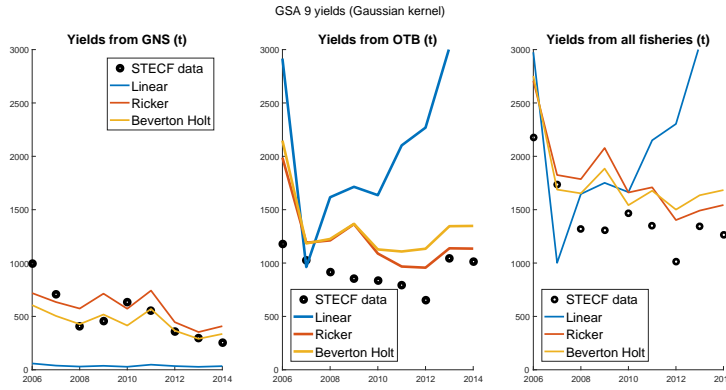 GSA 9 yields (Gaussian kernel)
Yields from GNS (t)
3000
2500
2000
1500
1000
500
0
2006 2008 2010 2012 2014
STECF data
Linear
Ricker
Beverton Holt
Yields from OTB (t)
3000
2500
2000
1500
1000
500
0
2006 2008 2010 2012 2014
STECF data
Linear
Ricker
Beverton Holt
Yields from all fisheries (t)
3000
2500
2000
1500
1000
500
0
2006 2008 2010 2012 201
STECF data
Linear
Ricker
Beverton Holt